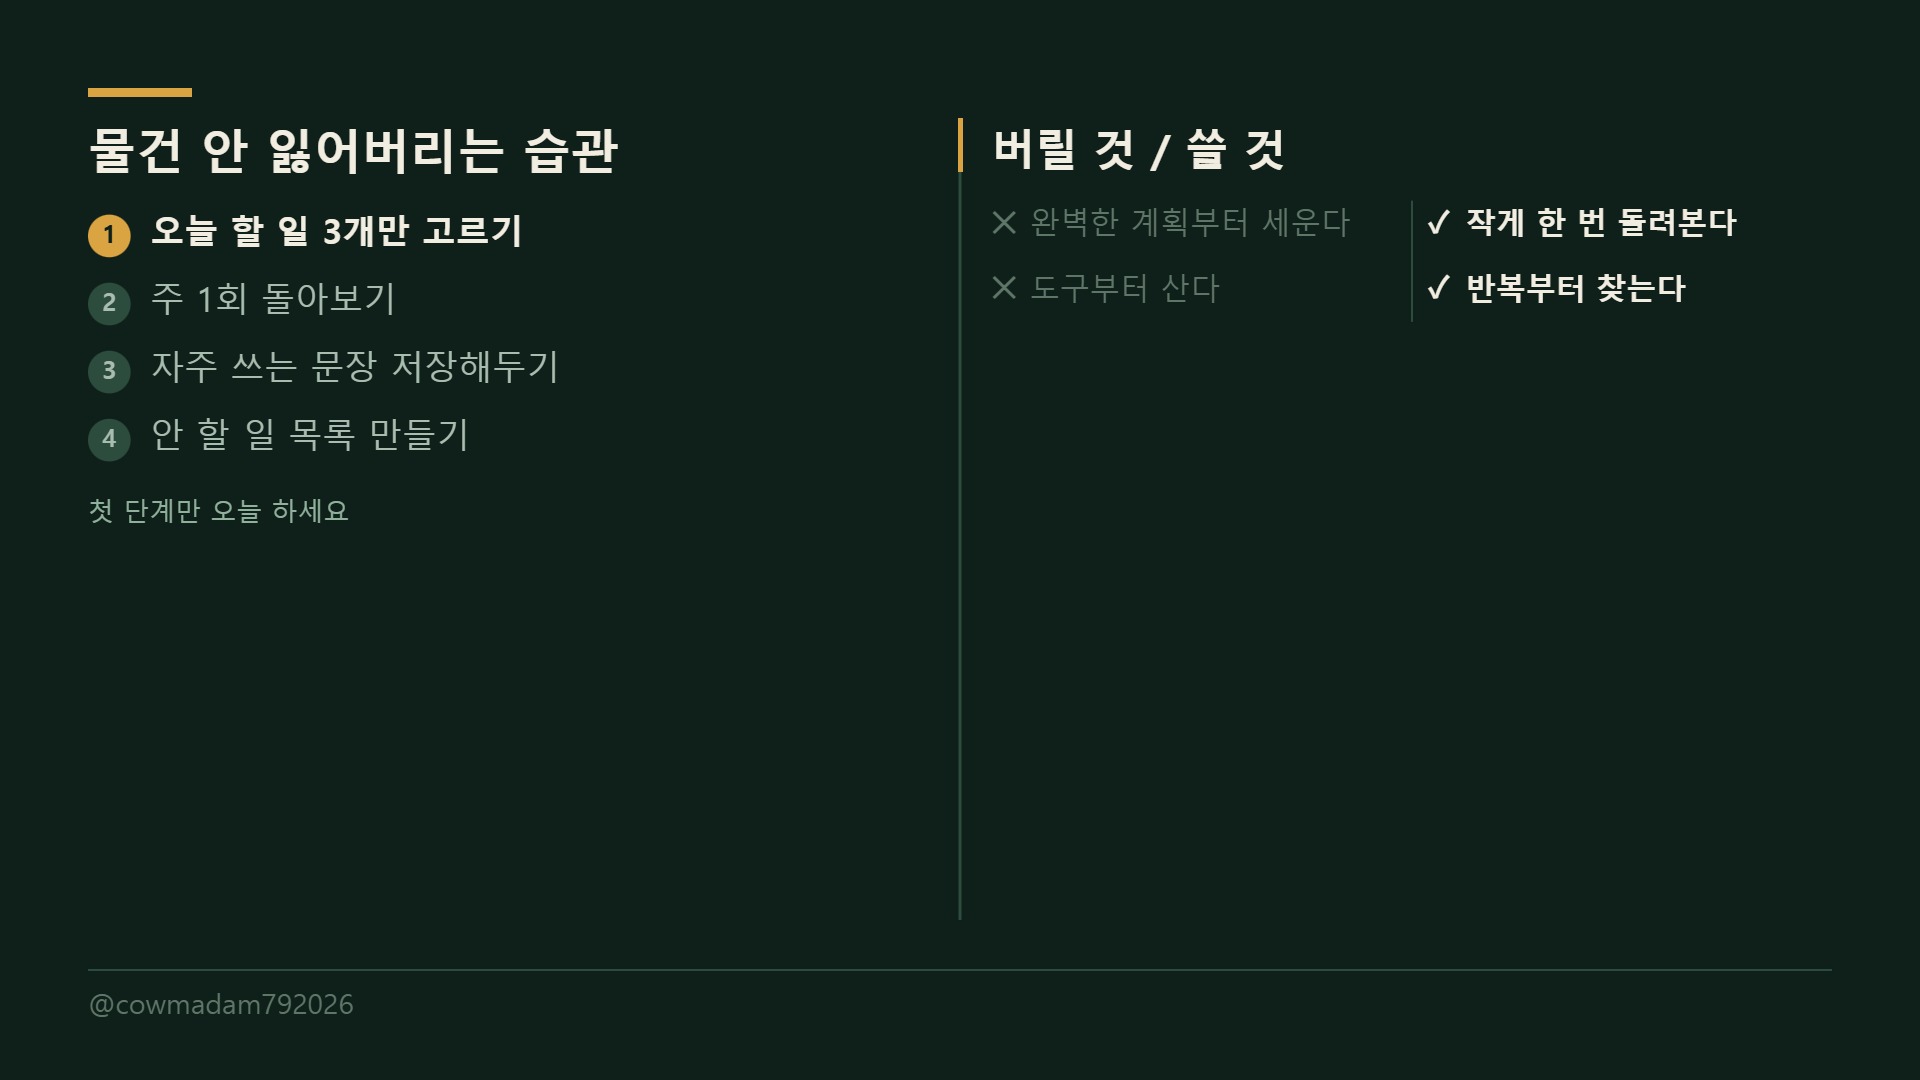 물건 안 잃어버리는 습관
1 오늘 할 일 3개만 고르기
2 주 1회 돌아보기
3 자주 쓰는 문장 저장해두기
4 안 할 일 목록 만들기
첫 단계만 오늘 하세요
버릴 것 / 쓸 것
✕ 완벽한 계획부터 세운다 ✓ 작게 한 번 돌려본다
✕ 도구부터 산다 ✓ 반복부터 찾는다
@cowmadam792026